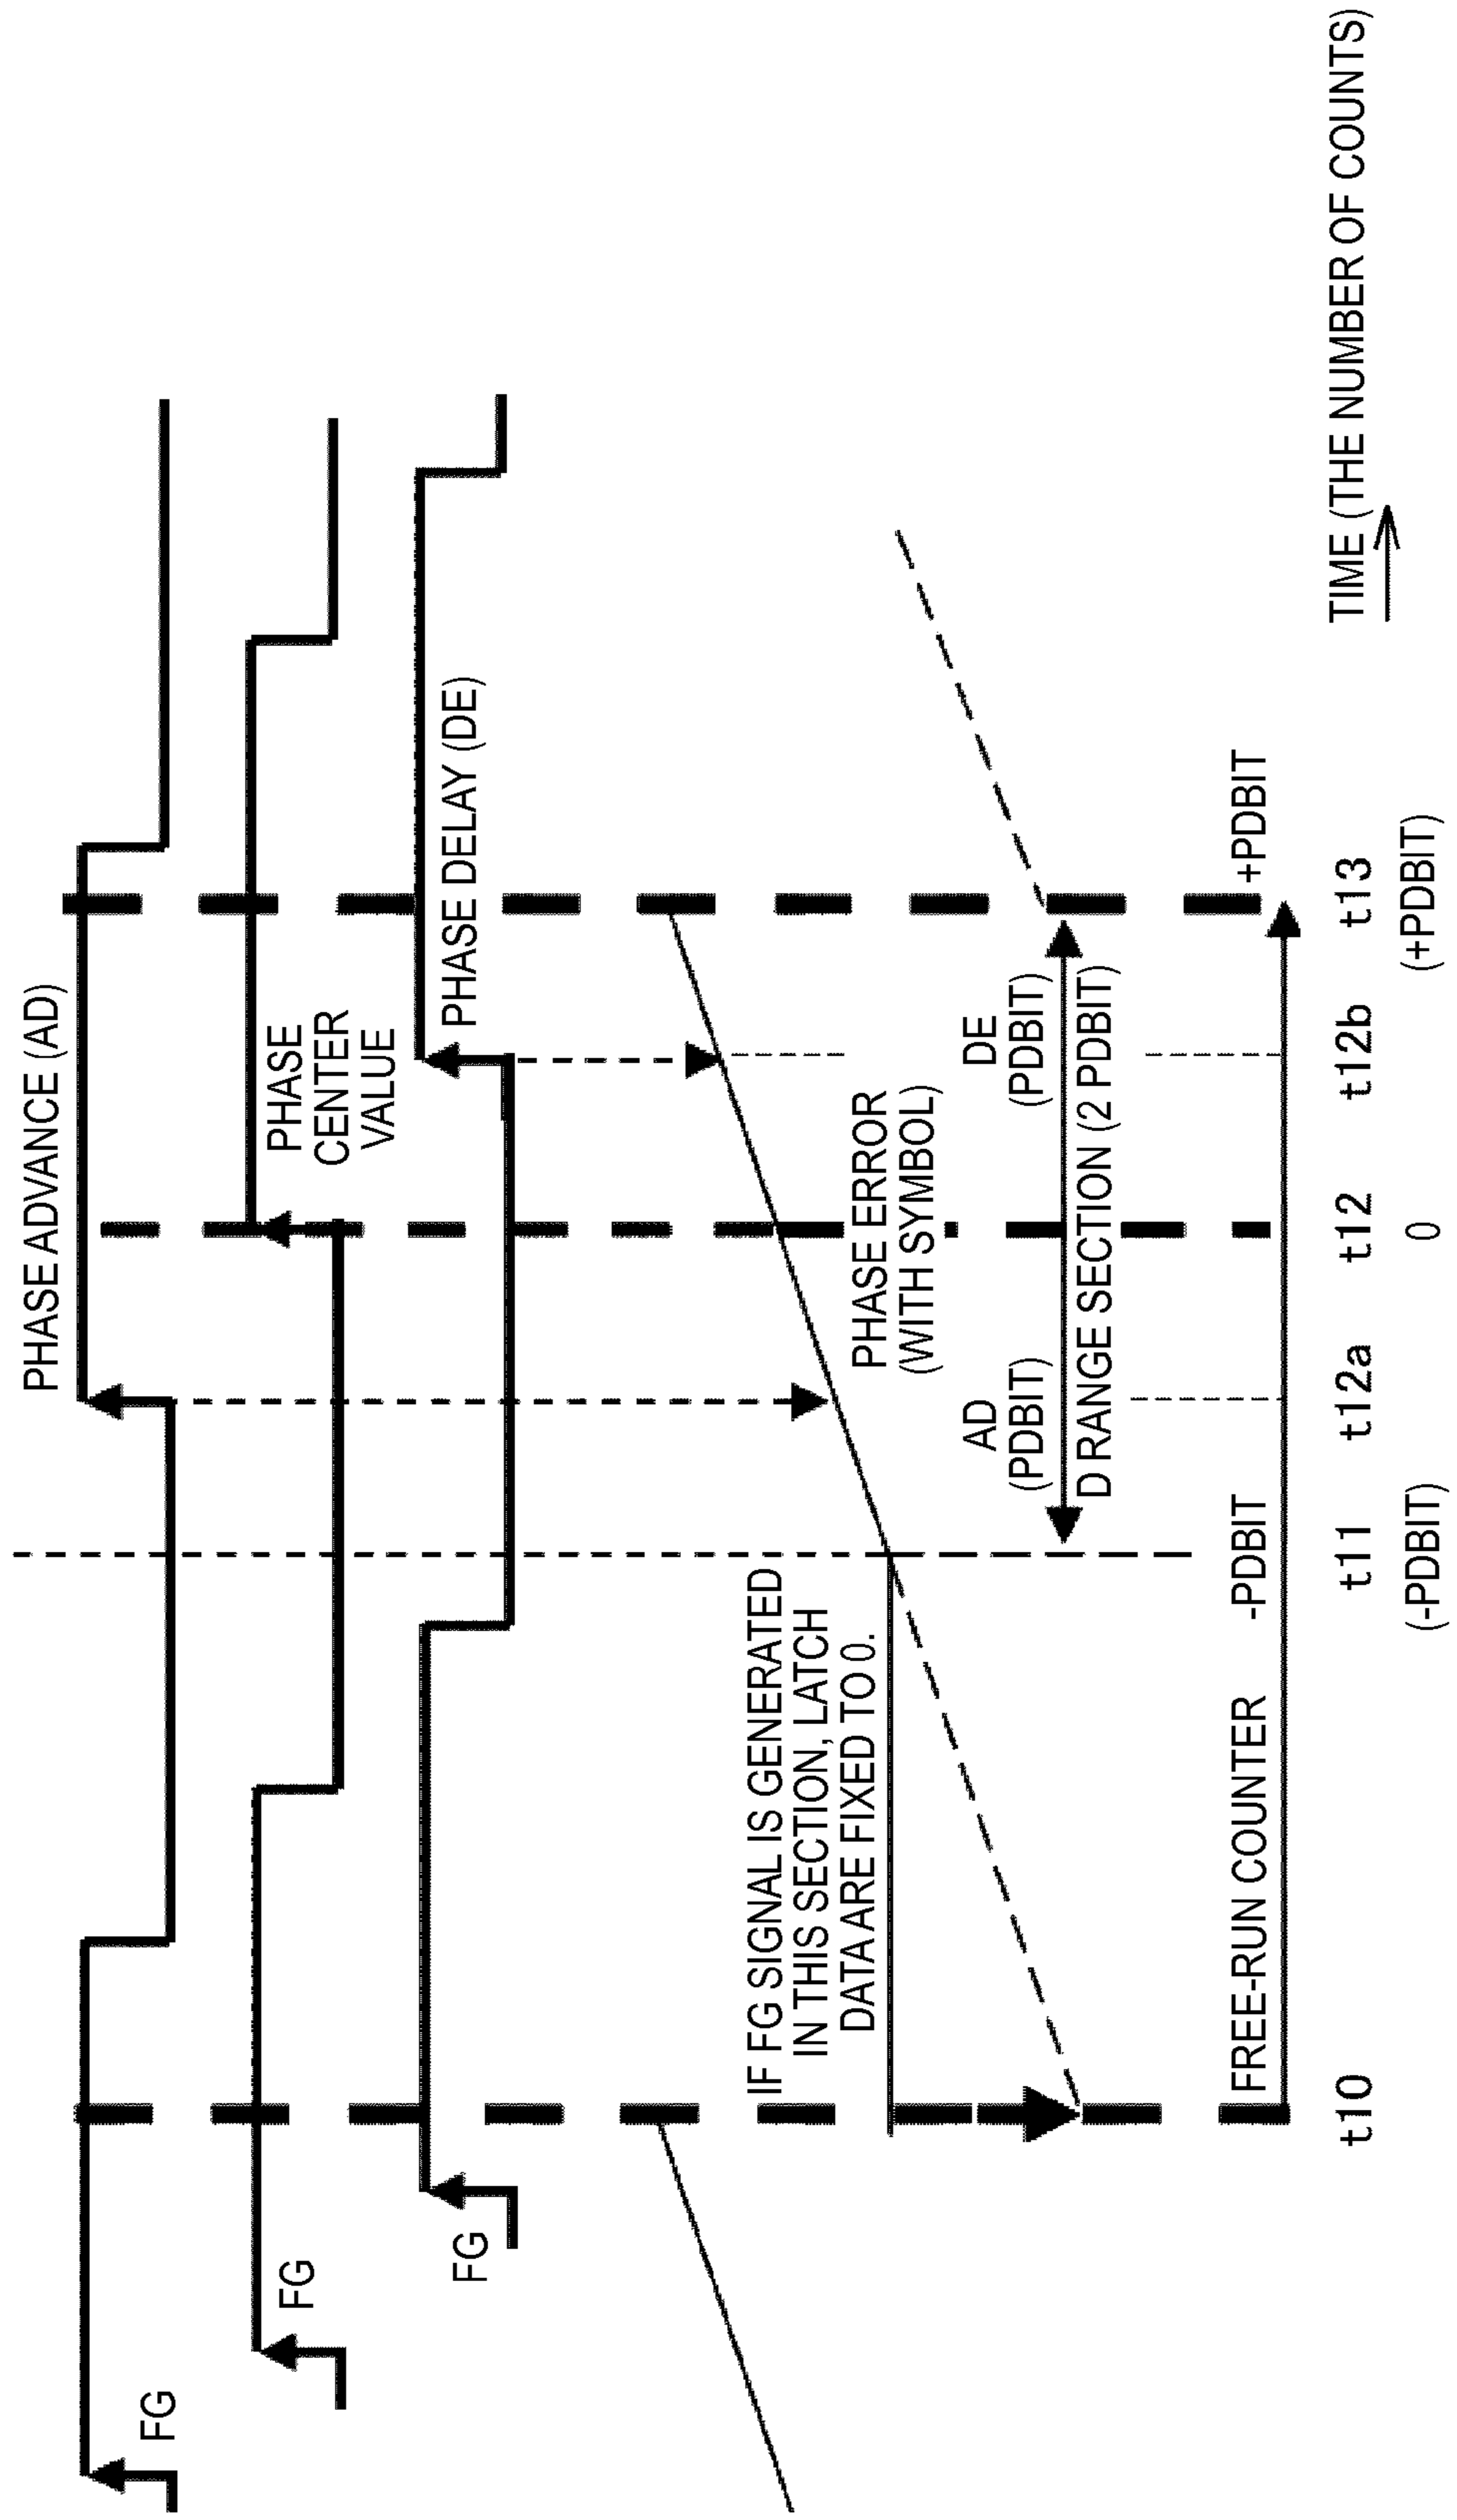 PHASE ADVANCE (AD)
FG
PHASE
CENTER
VALUE
FG
PHASE DELAY (DE)
FG
IF FG SIGNAL IS GENERATED
IN THIS SECTION, LATCH
DATA ARE FIXED TO 0.
PHASE ERROR
(WITH SYMBOL)
AD
(PDBIT)
DE
(PDBIT)
D RANGE SECTION (2 PDBIT)
FREE-RUN COUNTER
-PDBIT
+PDBIT
t10
t11
t12a
t12
t12b
t13
TIME (THE NUMBER OF COUNTS)
(-PDBIT)
0
(+PDBIT)